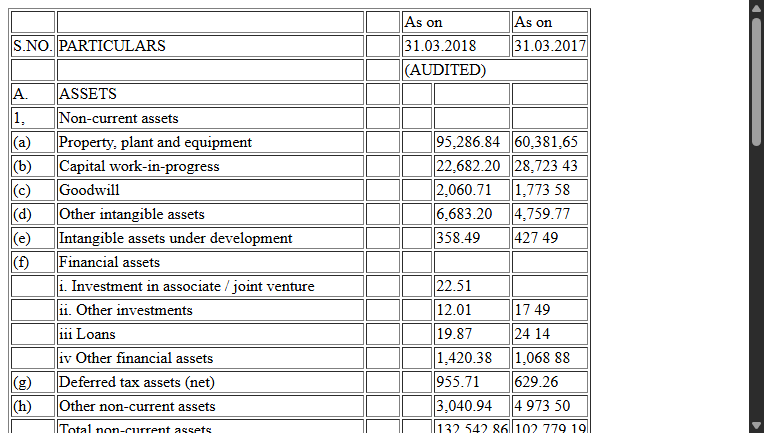 As on As on
S.NO. PARTICULARS 31.03.2018 31.03.2017
(AUDITED)
A. ASSETS
1, Non-current assets
(a) Property, plant and equipment 95,286.84 60,381,65
(b) Capital work-in-progress 22,682.20 28,723 43
(c) Goodwill 2,060.71 1,773 58
(d) Other intangible assets 6,683.20 4,759.77
(e) Intangible assets under development 358.49 427 49
(f) Financial assets
i. Investment in associate / joint venture 22.51
ii. Other investments 12.01 17 49
iii Loans 19.87 24 14
iv Other financial assets 1,420.38 1,068 88
(g) Deferred tax assets (net) 955.71 629.26
(h) Other non-current assets 3,040.94 4 973 50
Total non-current assets 132,542.86 102,779.19